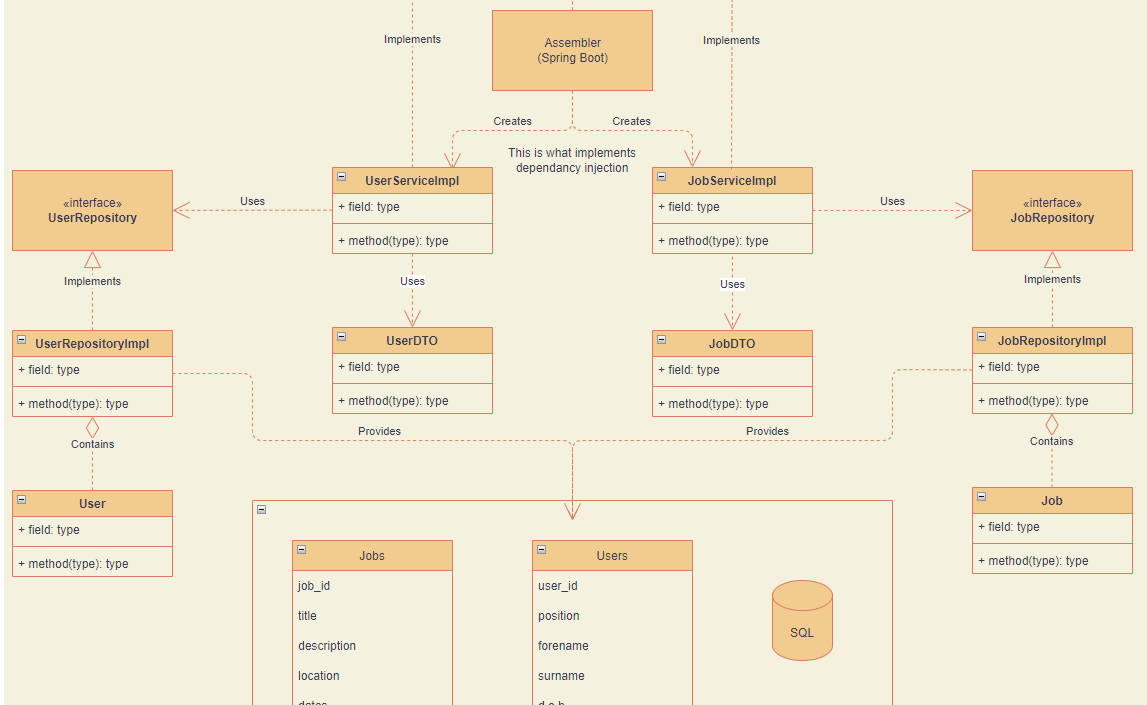 Implements
Assembler
(Spring Boot)
Implements
Creates
Creates
This is what implements
dependancy injection
«interface»
UserRepository
Uses
UserServiceImpl
+ field: type
+ method(type): type
JobServiceImpl
+ field: type
+ method(type): type
Uses
«interface»
JobRepository
Implements
Uses
Uses
Implements
UserRepositoryImpl
+ field: type
+ method(type): type
UserDTO
+ field: type
+ method(type): type
JobDTO
+ field: type
+ method(type): type
JobRepositoryImpl
+ field: type
+ method(type): type
Contains
Provides
Provides
Contains
User
+ field: type
+ method(type): type
Job
+ field: type
+ method(type): type
Jobs
job_id
title
description
location
dates
Users
user_id
position
forename
surname
d.o.b
SQL